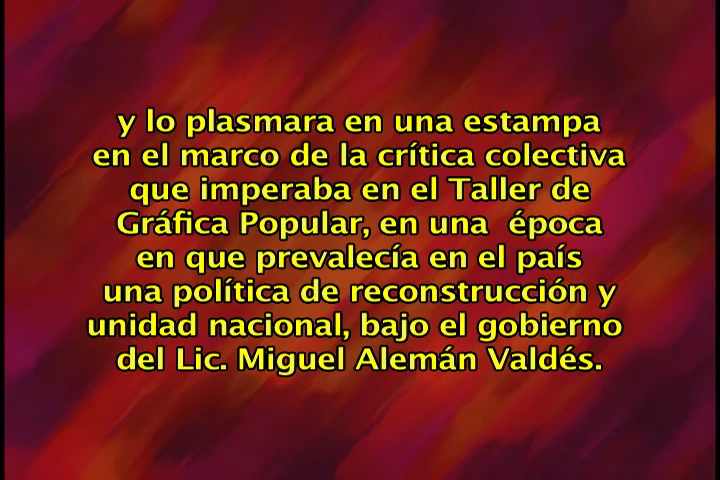 y lo plasmara en una estampa
en el marco de la crítica colectiva
que imperaba en el Taller de
Gráfica Popular, en una  época
en que prevalecía en el país
una política de reconstrucción y
unidad nacional, bajo el gobierno
del Lic. Miguel Alemán Valdés.